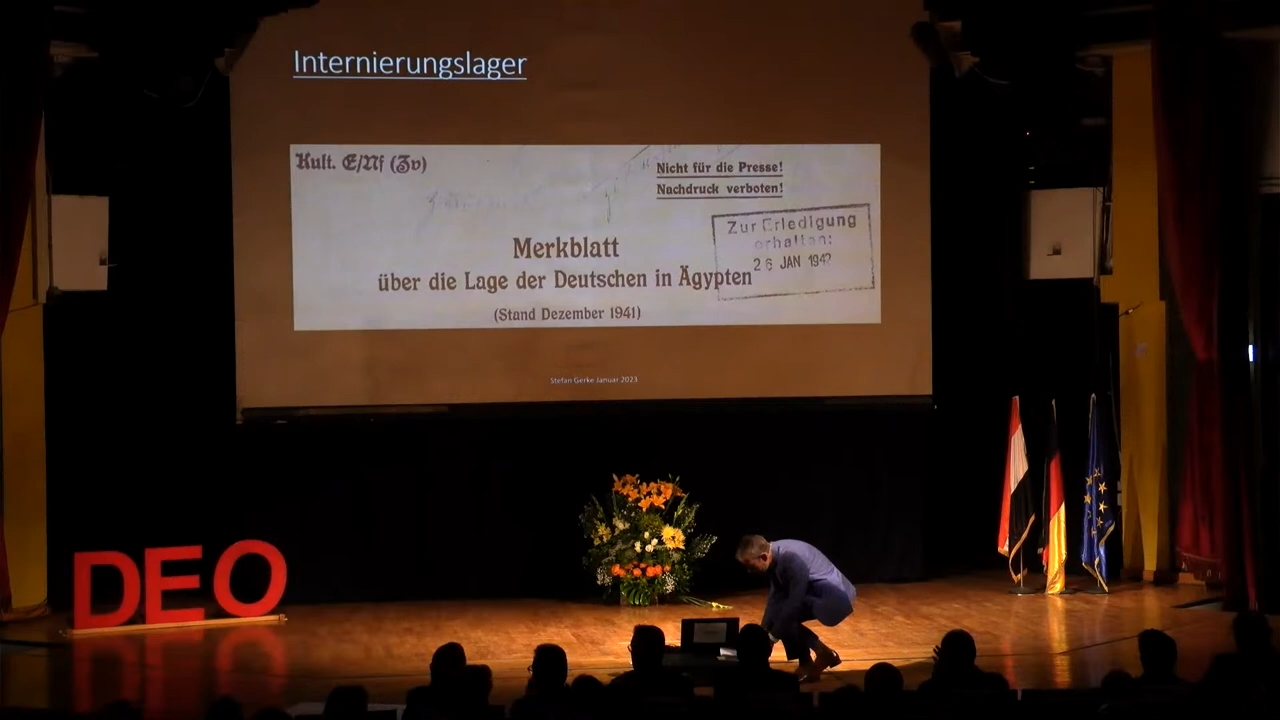 Internierungslager
Kult. E/Nf (Zv)
Nicht für die Presse!
Nachdruck verboten!
Zur Erledigung
erhalten:
26 JAN 1942
Merkblatt
über die Lage der Deutschen in Ägypten
(Stand Dezember 1941)
Stefan Gerke Januar 2023
DEO